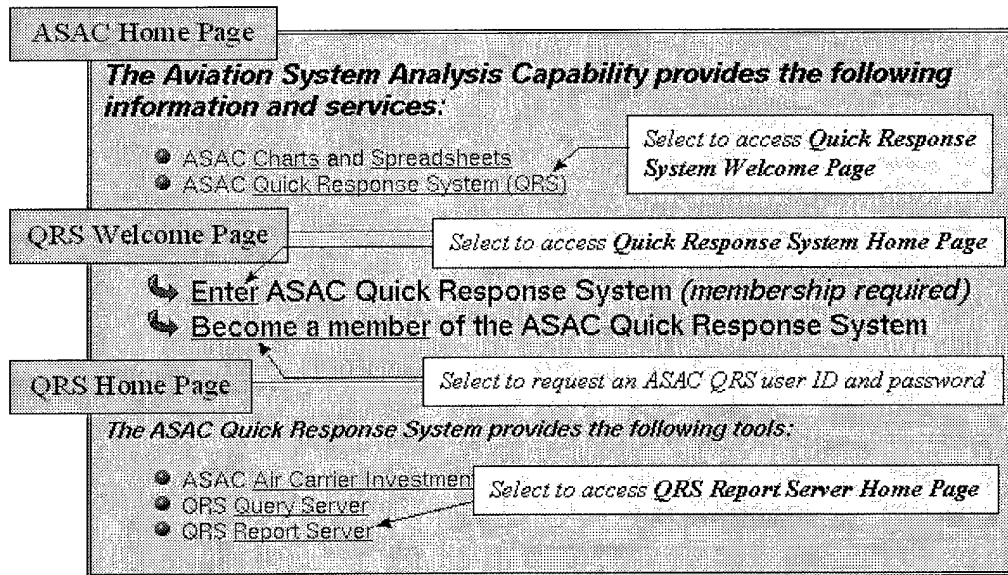 ASAC Home Page
The Aviation System Analysis Capability provides the following
information and services:
ASAC Charts and Spreadsheets
ASAC Quick Response System (QRS)
Select to access Quick Response
System Welcome Page
QRS Welcome Page
Select to access Quick Response System Home Page
Enter ASAC Quick Response System (membership required)
Become a member of the ASAC Quick Response System
QRS Home Page
Select to request an ASAC QRS user ID and password
The ASAC Quick Response System provides the following tools:
ASAC Air Carrier Investment
QRS Query Server
QRS Report Server
Select to access QRS Report Server Home Page